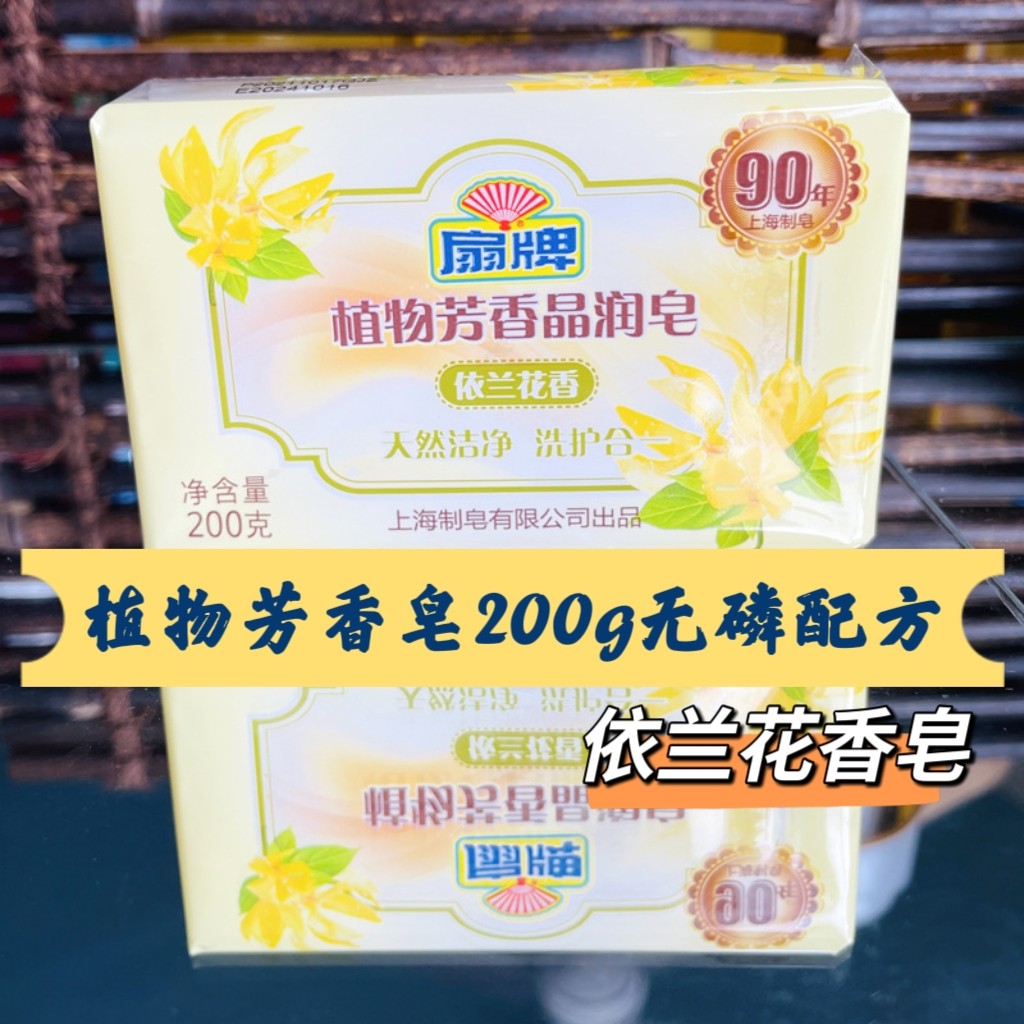 E20241016
90年
上海制皂
扇牌
植物芳香晶润皂
依兰花香
天然洁净 洗护合一
净含量
200克
上海制皂有限公司出品
植物芳香皂200g无磷配方
依兰花香皂